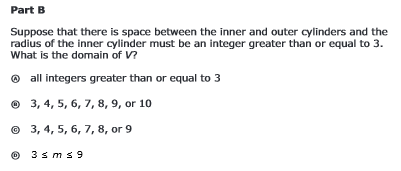 Part B
Suppose that there is space between the inner and outer cylinders and the
radius of the inner cylinder must be an integer greater than or equal to 3.
What is the domain of V?
Ⓐ all integers greater than or equal to 3
Ⓑ 3, 4, 5, 6, 7, 8, 9, or 10
Ⓒ 3, 4, 5, 6, 7, 8, or 9
Ⓓ 3 ≤ m ≤ 9